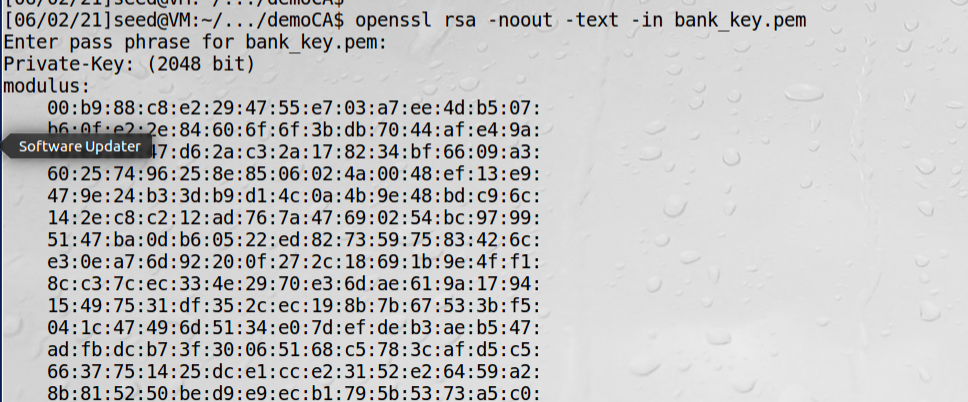 [06/02/21]seed@VM:~/.../demoCA$
[06/02/21]seed@VM:~/.../demoCA$ openssl rsa -noout -text -in bank_key.pem
Enter pass phrase for bank_key.pem:
Private-Key: (2048 bit)
modulus:
00:b9:88:c8:e2:29:47:55:e7:03:a7:ee:4d:b5:07:
b6:0f:e2:2e:84:60:6f:6f:3b:db:70:44:af:e4:9a:
Software Updater
47:d6:2a:c3:2a:17:82:34:bf:66:09:a3:
60:25:74:96:25:8e:85:06:02:4a:00:48:ef:13:e9:
47:9e:24:b3:3d:b9:d1:4c:0a:4b:9e:48:bd:c9:6c:
14:2e:c8:c2:12:ad:76:7a:47:69:02:54:bc:97:99:
51:47:ba:0d:b6:05:22:ed:82:73:59:75:83:42:6c:
e3:0e:a7:6d:92:20:0f:27:2c:18:69:1b:9e:4f:f1:
8c:c3:7c:ec:33:4e:29:70:e3:6d:ae:61:9a:17:94:
15:49:75:31:df:35:2c:ec:19:8b:7b:67:53:3b:f5:
04:1c:47:49:6d:51:34:e0:7d:ef:de:b3:ae:b5:47:
ad:fb:dc:b7:3f:30:06:51:68:c5:78:3c:af:d5:c5:
66:37:75:14:25:dc:e1:cc:e2:31:52:e2:64:59:a2:
8b:81:52:50:be:d9:e9:ec:b1:79:5b:53:73:a5:c0: